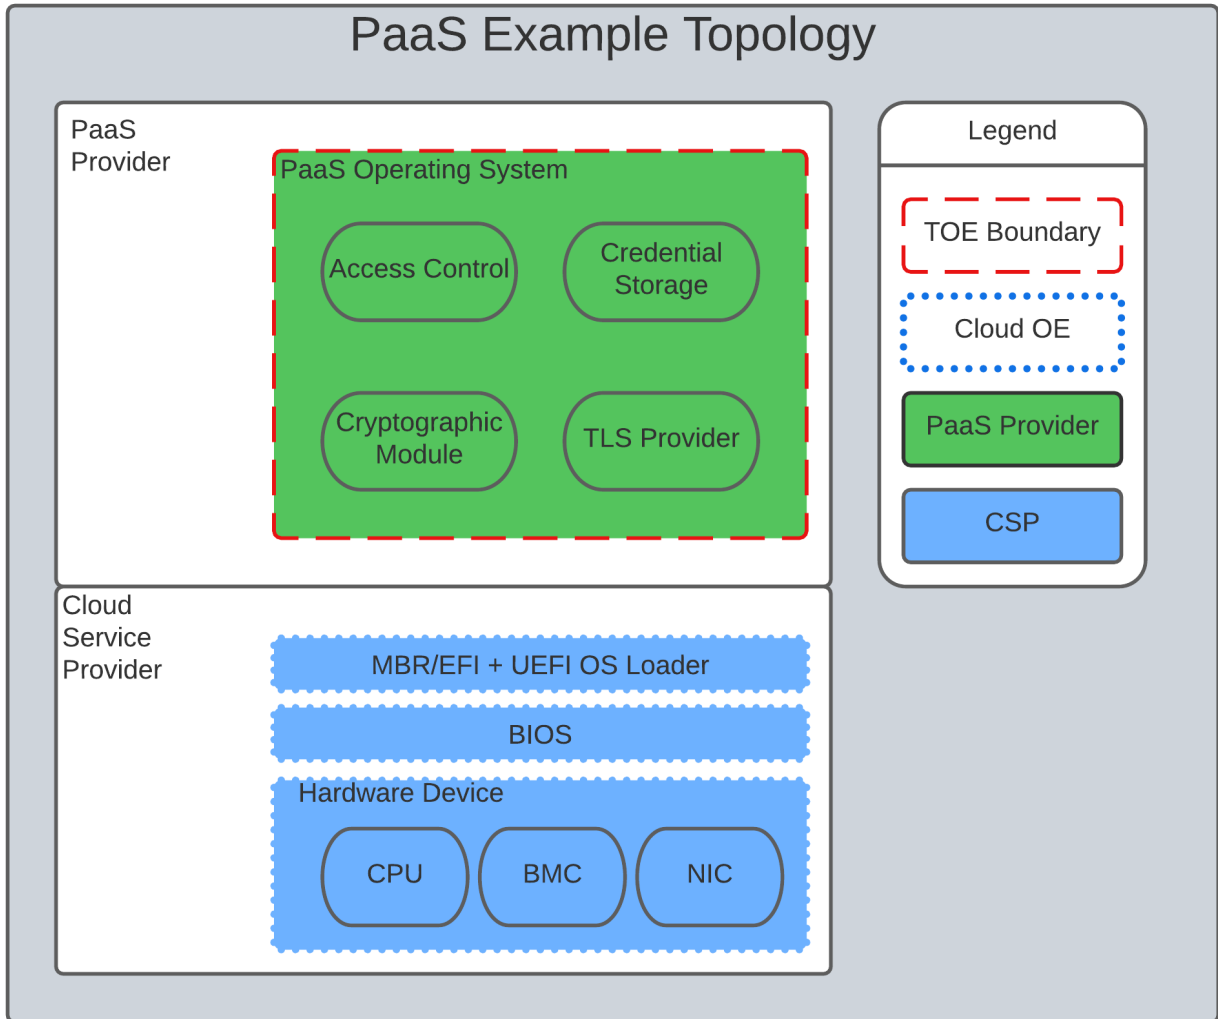 PaaS Example Topology
PaaS
Provider
PaaS Operating System
Access Control
Credential
Storage
Cryptographic
Module
TLS Provider
Legend
TOE Boundary
Cloud OE
PaaS Provider
CSP
Cloud
Service
Provider
MBR/EFI + UEFI OS Loader
BIOS
Hardware Device
CPU
BMC
NIC